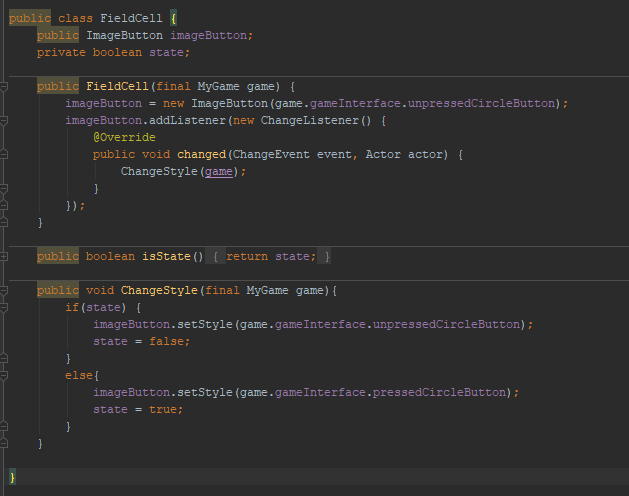 public class FieldCell {
public ImageButton imageButton;
private boolean state;
public FieldCell(final MyGame game) {
imageButton = new ImageButton(game.gameInterface.unpressedCircleButton);
imageButton.addListener(new ChangeListener() {
@Override
public void changed(ChangeEvent event, Actor actor) {
ChangeStyle(game);
}
});
}
public boolean isState() { return state; }
public void ChangeStyle(final MyGame game){
if(state) {
imageButton.setStyle(game.gameInterface.unpressedCircleButton);
state = false;
}
else{
imageButton.setStyle(game.gameInterface.pressedCircleButton);
state = true;
}
}
}